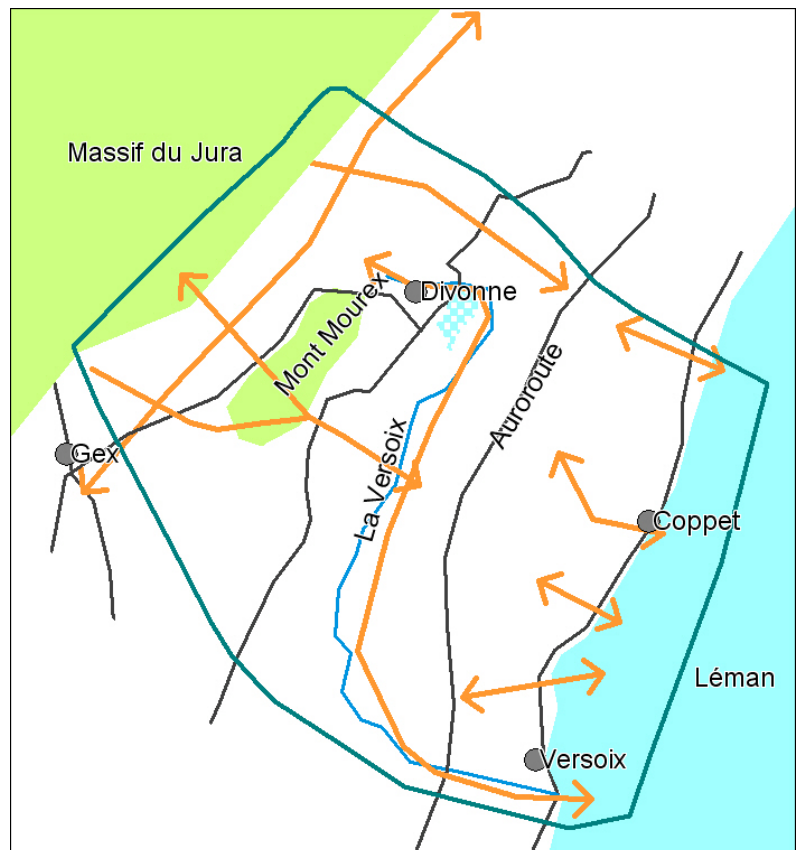 Massif du Jura
Divonne
Mont Mourex
Auroroute
La Versoix
Gex
Coppet
Léman
Versoix